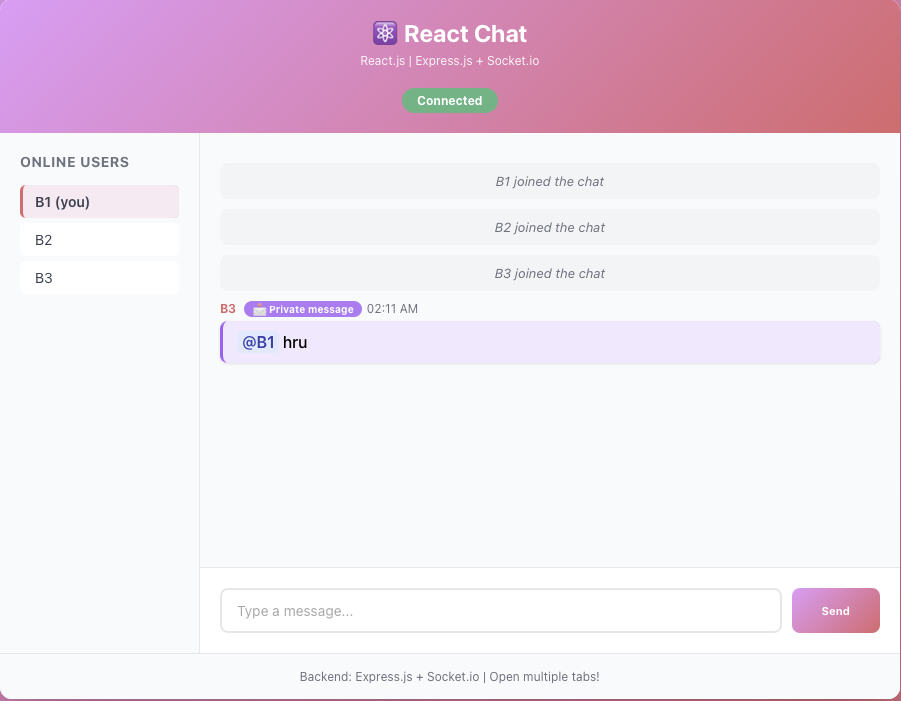 React Chat
React.js | Express.js + Socket.io
Connected
ONLINE USERS
B1 (you)
B2
B3
B1 joined the chat
B2 joined the chat
B3 joined the chat
B3 Private message 02:11 AM
@B1 hru
Type a message...
Send
Backend: Express.js + Socket.io | Open multiple tabs!